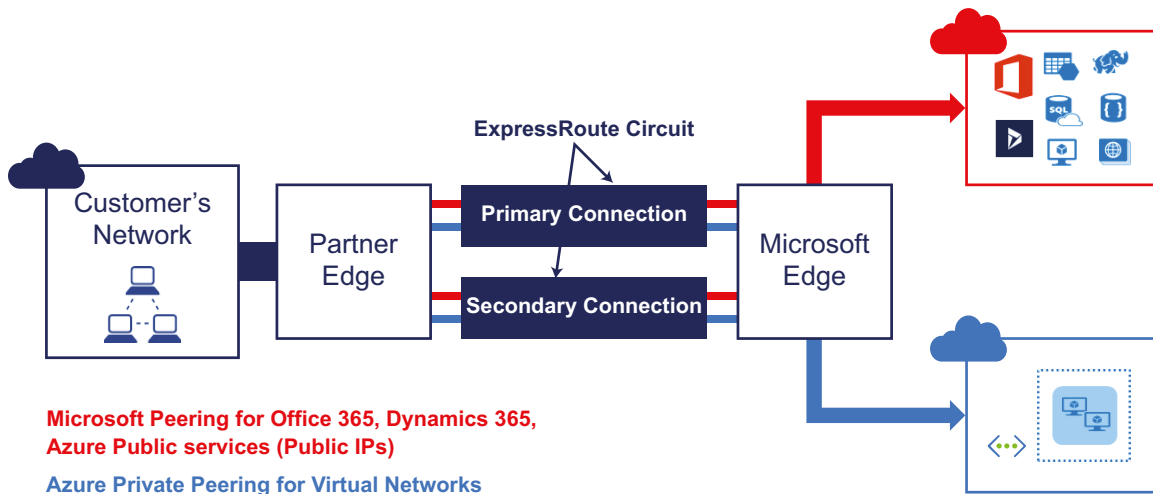 ExpressRoute Circuit
Customer's
Network
Partner
Edge
Primary Connection
Secondary Connection
Microsoft
Edge
SQL
{ }
Microsoft Peering for Office 365, Dynamics 365,
Azure Public services (Public IPs)
Azure Private Peering for Virtual Networks